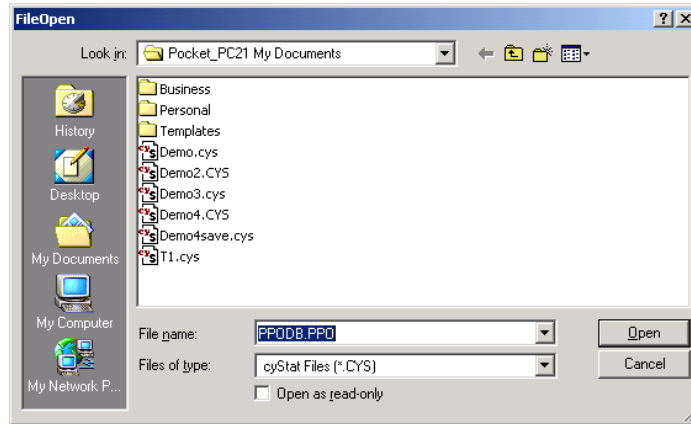 FileOpen
Look in: Pocket_PC21 My Documents
History
Desktop
My Documents
My Computer
My Network P...
Business
Personal
Templates
Demo.cys
Demo2.CYS
Demo3.cys
Demo4.CYS
Demo4save.cys
T1.cys
File name: PPODB.PPO Open
Files of type: cyStat Files (*.CYS) Cancel
Open as read-only